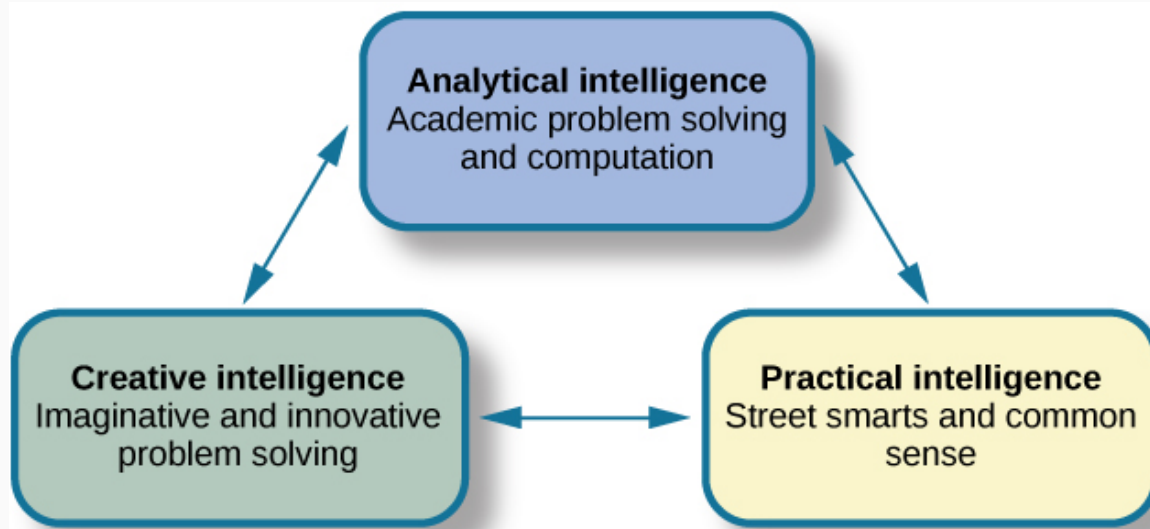 Analytical intelligence
Academic problem solving
and computation
Creative intelligence
Imaginative and innovative
problem solving
Practical intelligence
Street smarts and common
sense